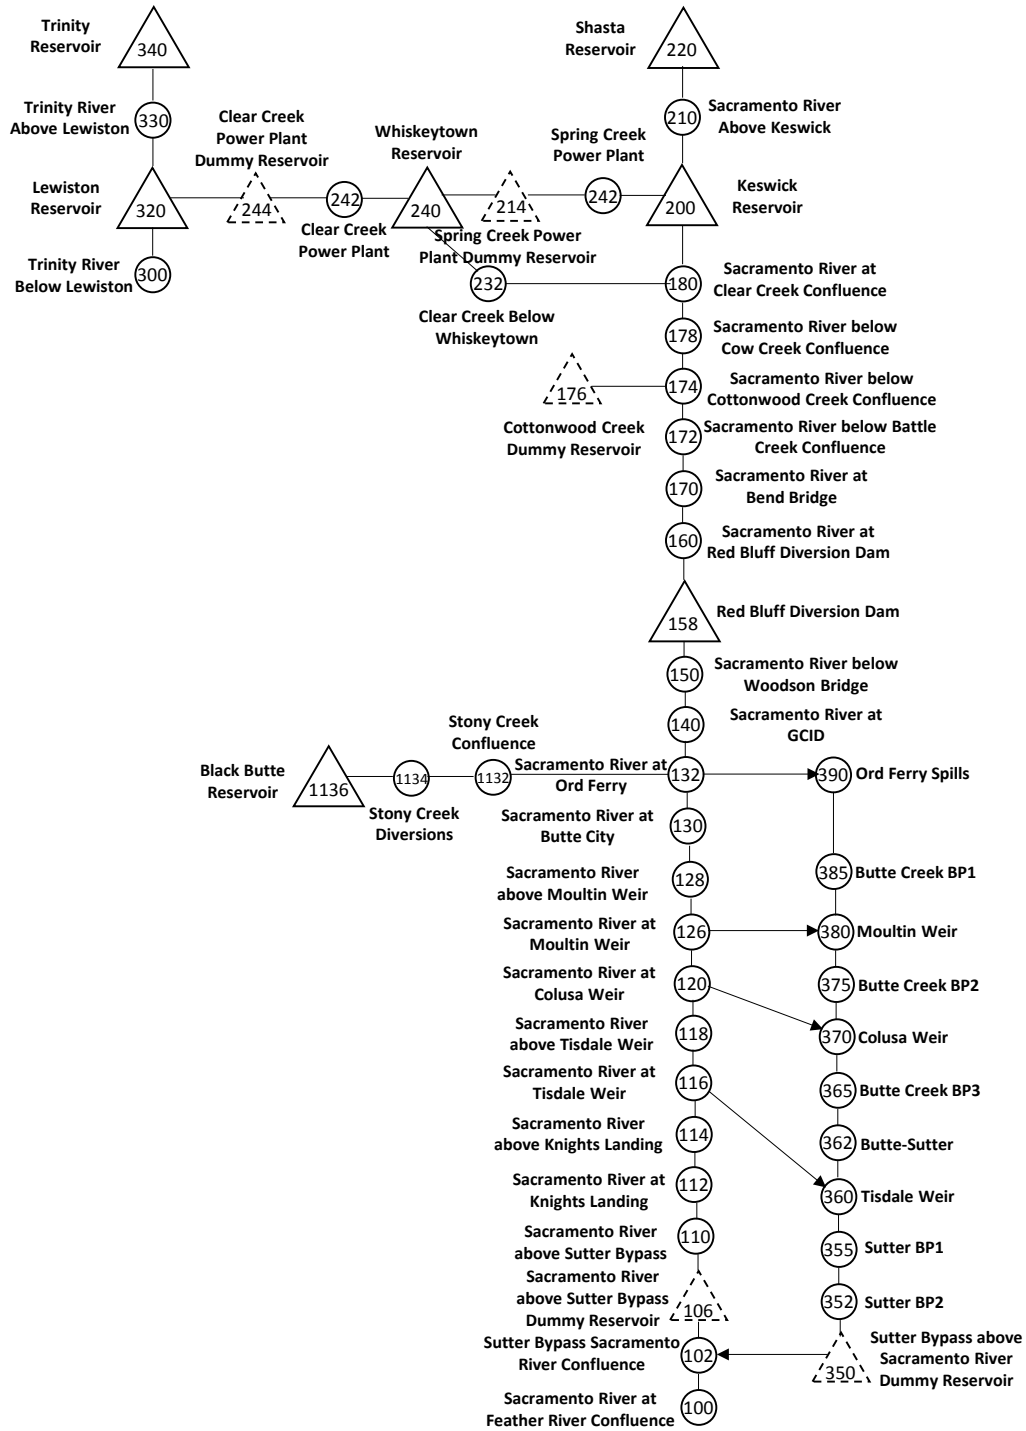 Trinity
Reservoir
340
Shasta
Reservoir
220
Trinity River
Above Lewiston
330
Clear Creek
Power Plant
Dummy Reservoir
Whiskeytown
Reservoir
Spring Creek
Power Plant
210
Sacramento River
Above Keswick
Lewiston
Reservoir
320
244
242
Clear Creek
Power Plant
240
214
Spring Creek Power
Plant Dummy Reservoir
242
200
Keswick
Reservoir
Trinity River
Below Lewiston
300
232
Clear Creek Below
Whiskeytown
180
Sacramento River at
Clear Creek Confluence
178
Sacramento River below
Cow Creek Confluence
176
Cottonwood Creek
Dummy Reservoir
174
Sacramento River below
Cottonwood Creek Confluence
172
Sacramento River below Battle
Creek Confluence
170
Sacramento River at
Bend Bridge
160
Sacramento River at
Red Bluff Diversion Dam
158
Red Bluff Diversion Dam
150
Sacramento River below
Woodson Bridge
140
Sacramento River at
GCID
Black Butte
Reservoir
1136
1134
Stony Creek
Diversions
Stony Creek
Confluence
1132
Sacramento River at
Ord Ferry
132
390
Ord Ferry Spills
Sacramento River at
Butte City
130
Sacramento River
above Moultin Weir
128
385
Butte Creek BP1
Sacramento River at
Moultin Weir
126
380
Moultin Weir
Sacramento River at
Colusa Weir
120
375
Butte Creek BP2
Sacramento River
above Tisdale Weir
118
370
Colusa Weir
Sacramento River at
Tisdale Weir
116
365
Butte Creek BP3
Sacramento River
above Knights Landing
114
362
Butte-Sutter
Sacramento River at
Knights Landing
112
360
Tisdale Weir
Sacramento River
above Sutter Bypass
110
355
Sutter BP1
Sacramento River
above Sutter Bypass
Dummy Reservoir
106
352
Sutter BP2
Sutter Bypass Sacramento
River Confluence
102
350
Sutter Bypass above
Sacramento River
Dummy Reservoir
Sacramento River at
Feather River Confluence
100